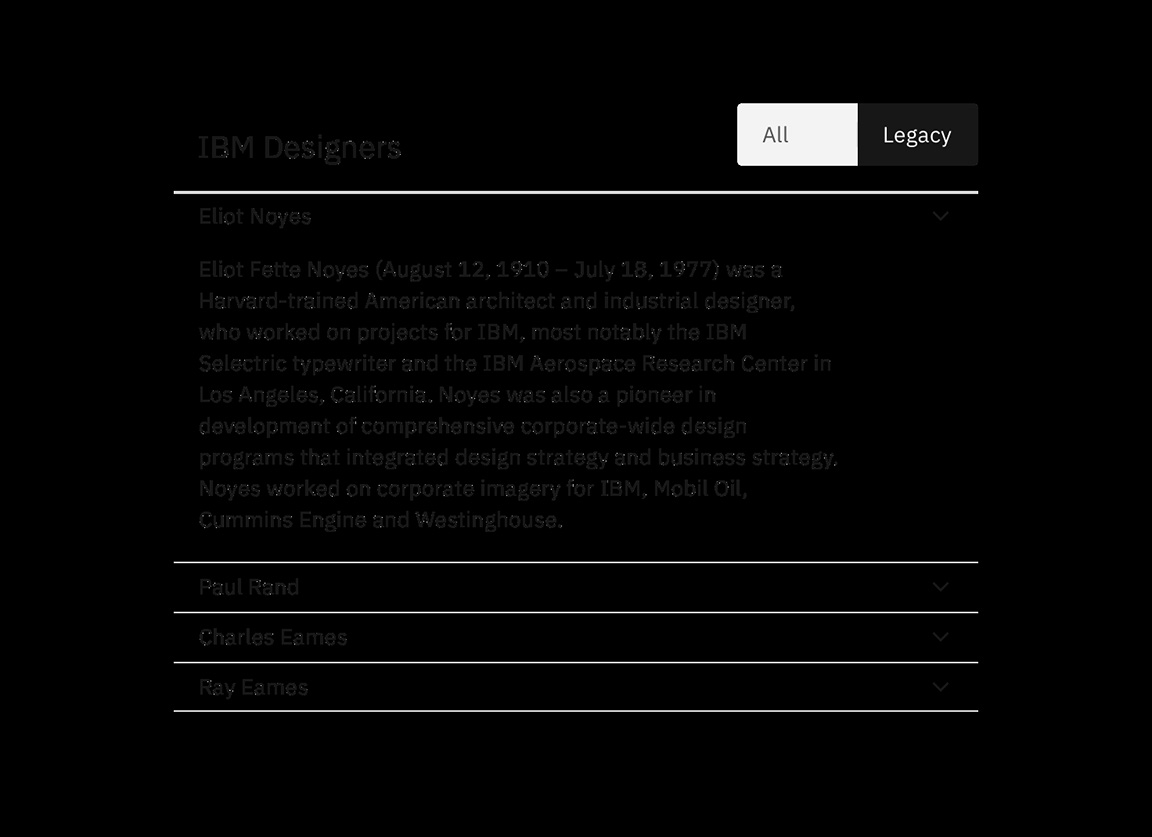 IBM Designers
All
Legacy
Eliot Noyes
Eliot Fette Noyes (August 12, 1910 – July 18, 1977) was a
Harvard-trained American architect and industrial designer,
who worked on projects for IBM, most notably the IBM
Selectric typewriter and the IBM Aerospace Research Center in
Los Angeles, California. Noyes was also a pioneer in
development of comprehensive corporate-wide design
programs that integrated design strategy and business strategy.
Noyes worked on corporate imagery for IBM, Mobil Oil,
Cummins Engine and Westinghouse.
Paul Rand
Charles Eames
Ray Eames